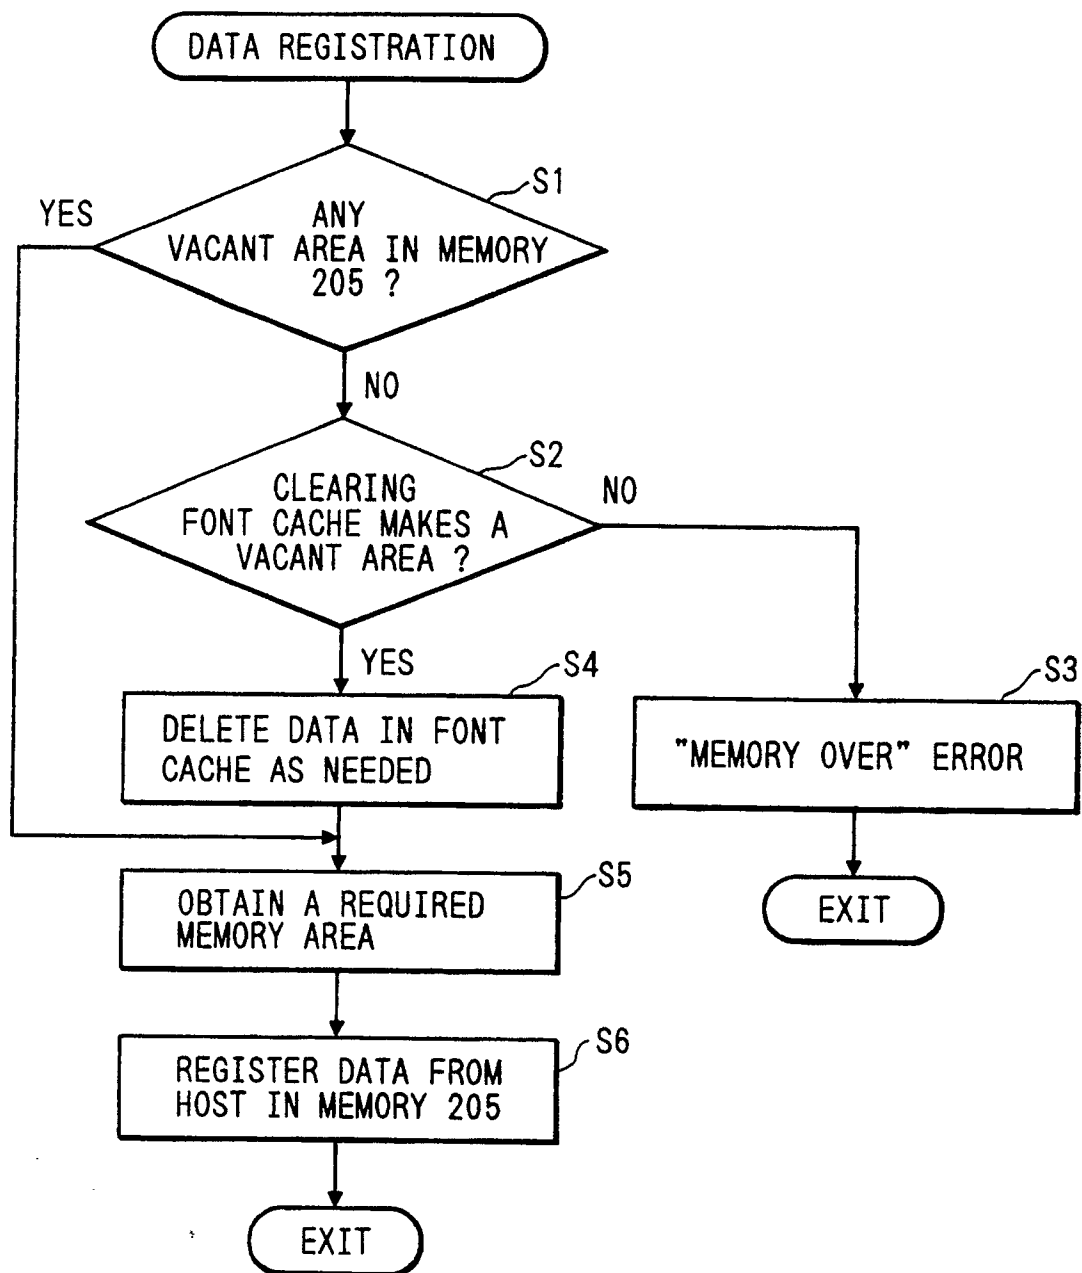 DATA REGISTRATION
S1
YES
ANY
VACANT AREA IN MEMORY
205 ?
NO
S2
CLEARING
FONT CACHE MAKES A
VACANT AREA ?
NO
YES
S4
DELETE DATA IN FONT
CACHE AS NEEDED
S3
"MEMORY OVER" ERROR
S5
OBTAIN A REQUIRED
MEMORY AREA
EXIT
S6
REGISTER DATA FROM
HOST IN MEMORY 205
EXIT